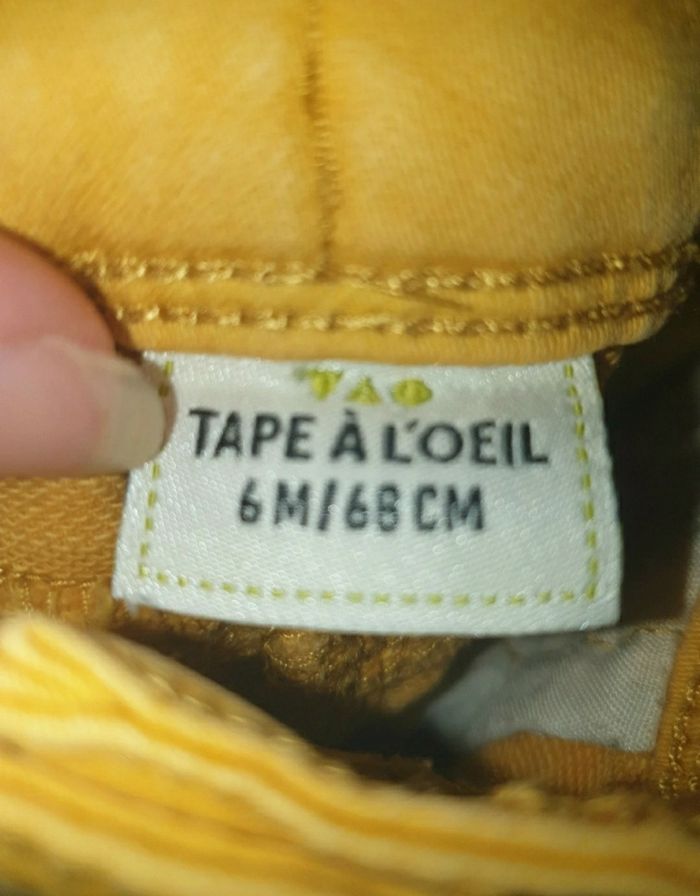 TAO
TAPE À L'OEIL
6M/68CM